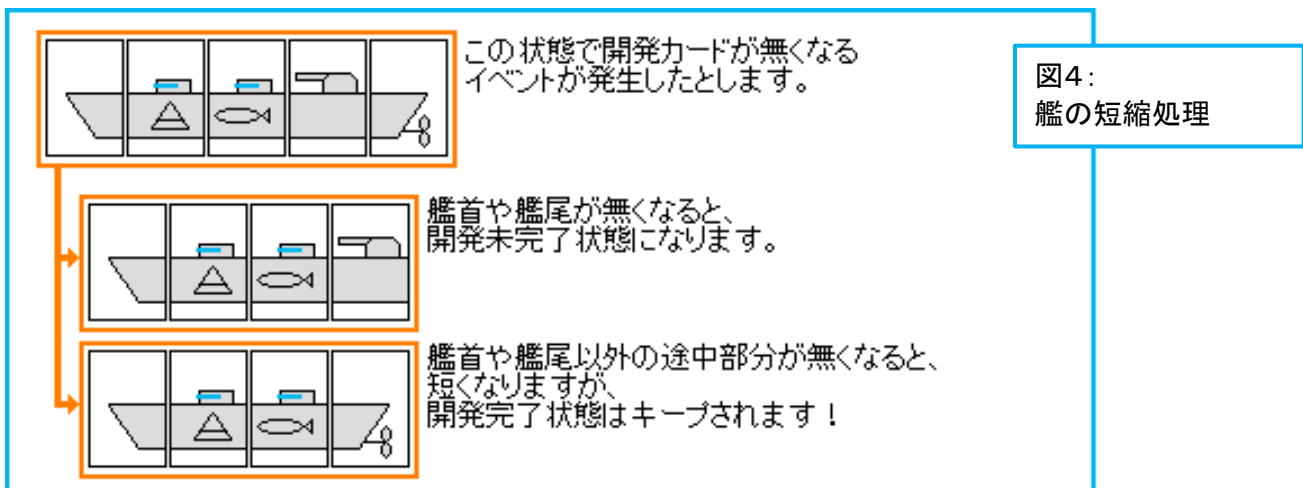 この状態で開発カードが無くなる
イベントが発生したとします。
図4:
艦の短縮処理
艦首や艦尾が無くなると、
開発未完了状態になります。
艦首や艦尾以外の途中部分が無くなると、
短くなりますが、
開発完了状態はキープされます！